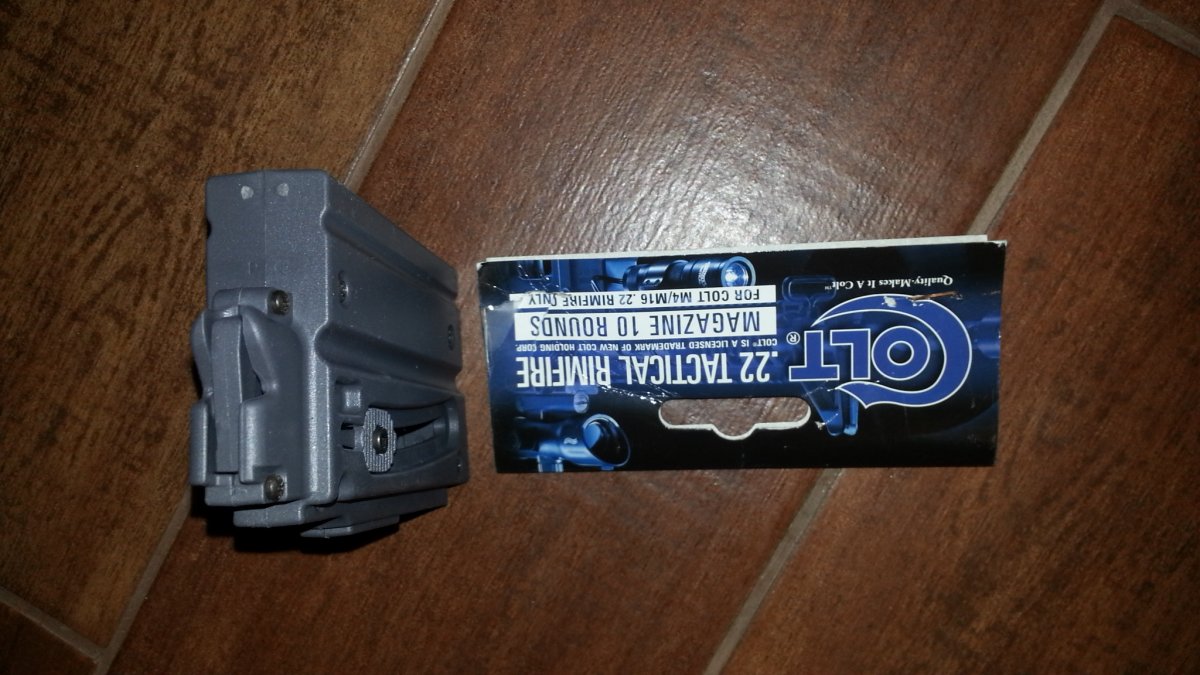 COLT®
Quality Makes It A Colt™
.22 TACTICAL RIMFIRE
COLT® IS A LICENSED TRADEMARK OF NEW COLT HOLDING CORP
MAGAZINE 10 ROUNDS
FOR COLT M4/M16 .22 RIMFIRE ONLY